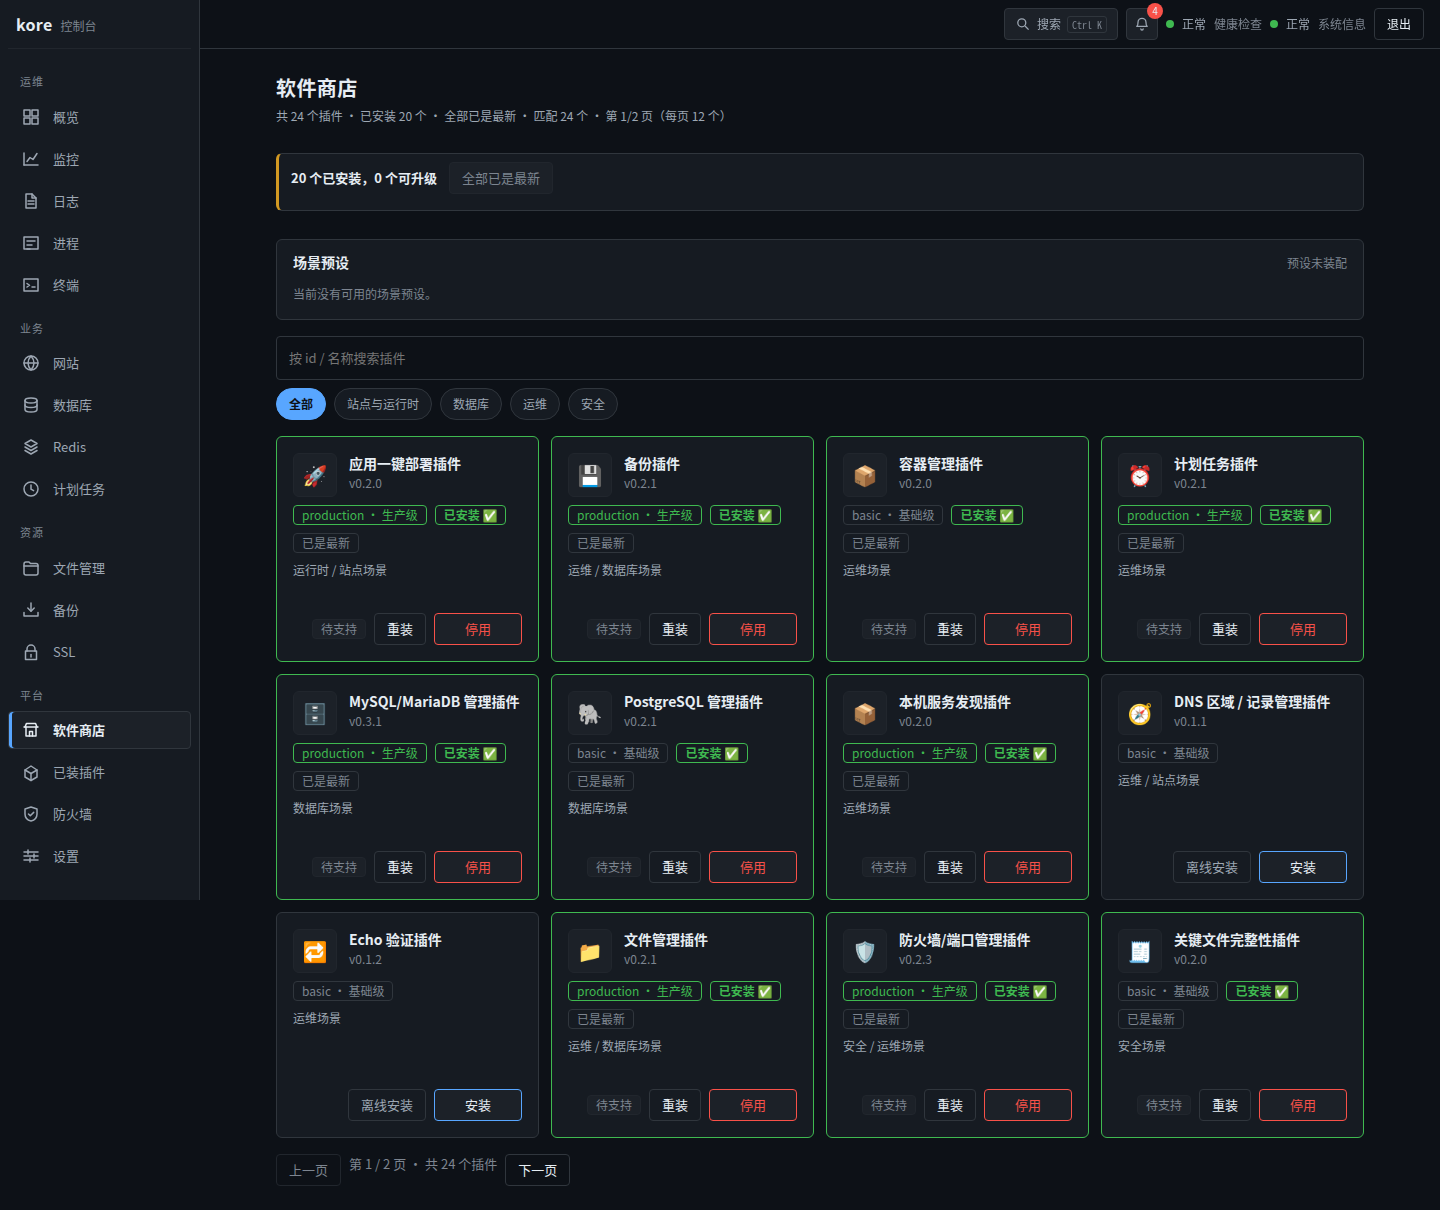 kore 控制台
搜索 Ctrl K
4
正常 健康检查
正常 系统信息
退出
运维
概览
监控
日志
进程
终端
业务
网站
数据库
Redis
计划任务
资源
文件管理
备份
SSL
平台
软件商店
已装插件
防火墙
设置
软件商店
共 24 个插件 · 已安装 20 个 · 全部已是最新 · 匹配 24 个 · 第 1/2 页（每页 12 个）
20 个已安装，0 个可升级 全部已是最新
场景预设 预设未装配
当前没有可用的场景预设。
按 id / 名称搜索插件
全部 站点与运行时 数据库 运维 安全
应用一键部署插件
v0.2.0
production · 生产级 已安装 ✅
已是最新
运行时 / 站点场景
待支持 重装 停用
备份插件
v0.2.1
production · 生产级 已安装 ✅
已是最新
运维 / 数据库场景
待支持 重装 停用
容器管理插件
v0.2.0
basic · 基础级 已安装 ✅
已是最新
运维场景
待支持 重装 停用
计划任务插件
v0.2.1
production · 生产级 已安装 ✅
已是最新
运维场景
待支持 重装 停用
MySQL/MariaDB 管理插件
v0.3.1
production · 生产级 已安装 ✅
已是最新
数据库场景
待支持 重装 停用
PostgreSQL 管理插件
v0.2.1
basic · 基础级 已安装 ✅
已是最新
数据库场景
待支持 重装 停用
本机服务发现插件
v0.2.0
production · 生产级 已安装 ✅
已是最新
运维场景
待支持 重装 停用
DNS 区域 / 记录管理插件
v0.1.1
basic · 基础级
运维 / 站点场景
离线安装 安装
Echo 验证插件
v0.1.2
basic · 基础级
运维场景
离线安装 安装
文件管理插件
v0.2.1
production · 生产级 已安装 ✅
已是最新
运维 / 数据库场景
待支持 重装 停用
防火墙/端口管理插件
v0.2.3
production · 生产级 已安装 ✅
已是最新
安全 / 运维场景
待支持 重装 停用
关键文件完整性插件
v0.2.0
basic · 基础级 已安装 ✅
已是最新
安全场景
待支持 重装 停用
上一页 第 1 / 2 页 · 共 24 个插件 下一页